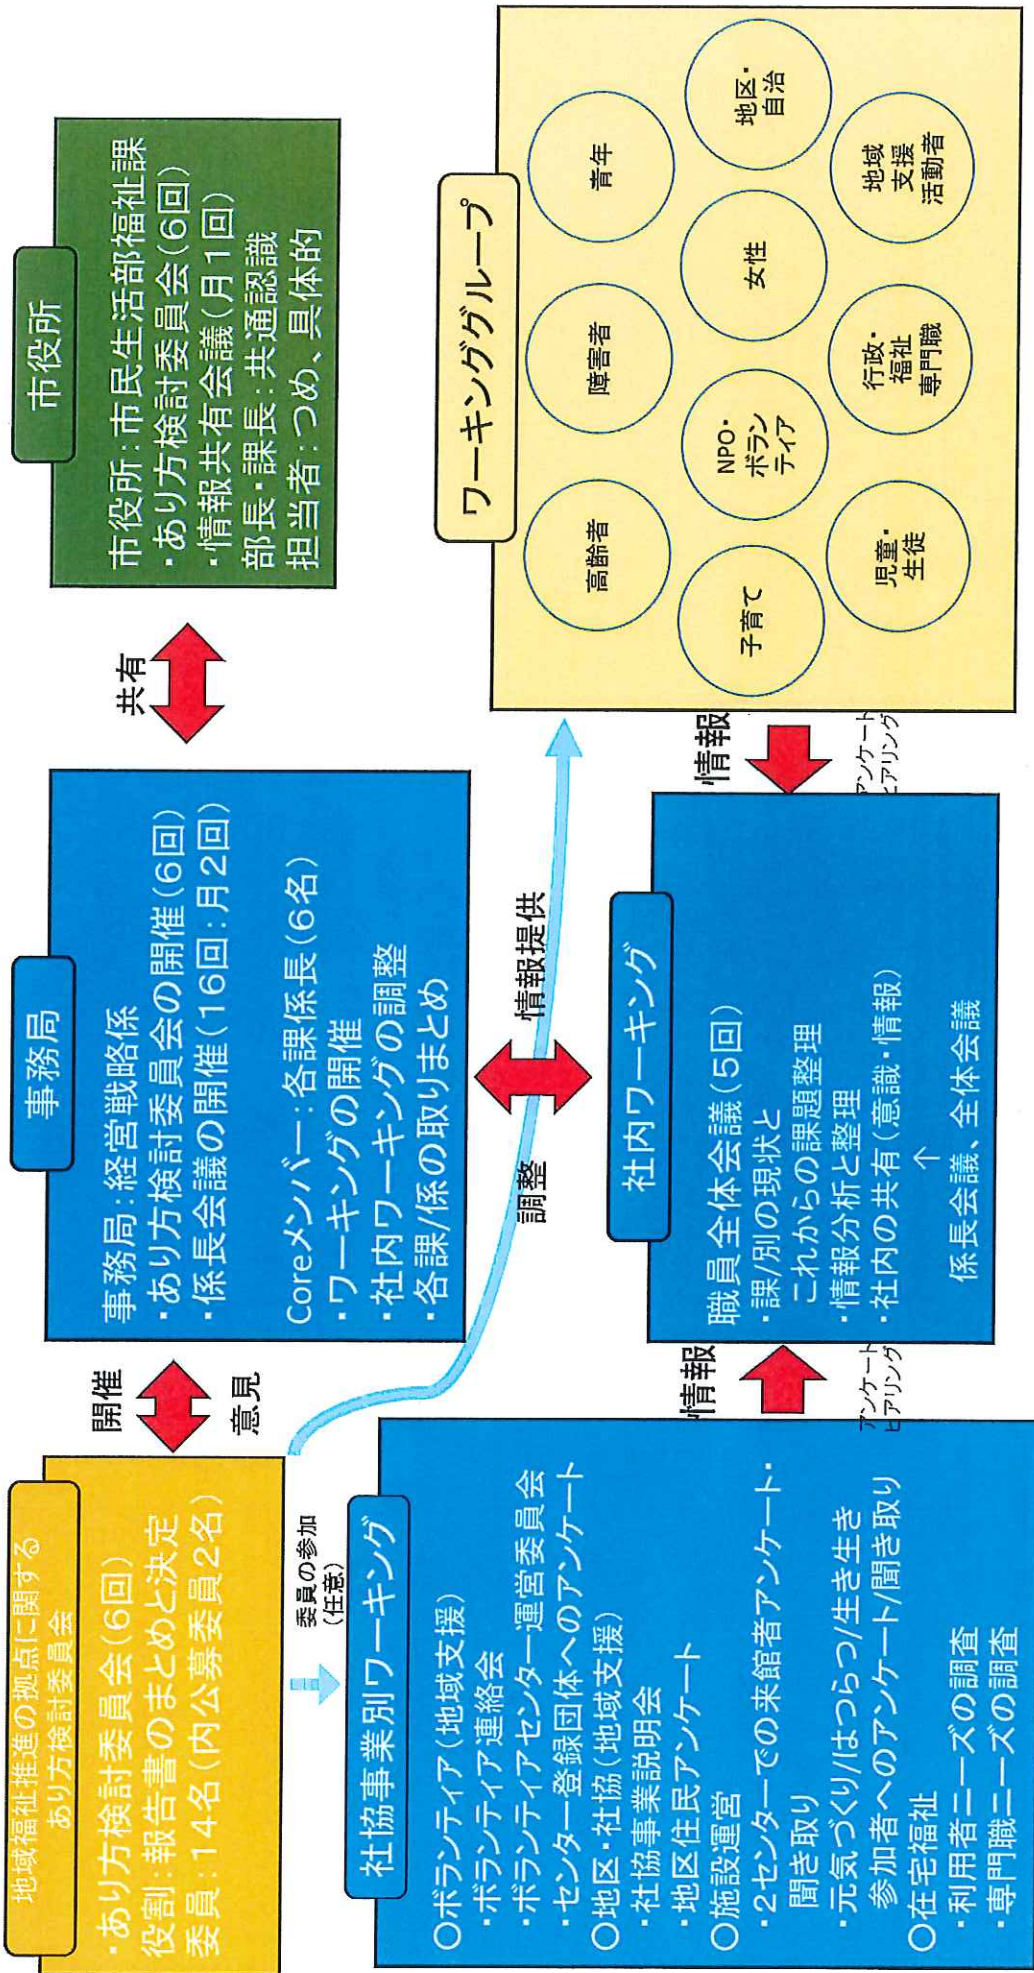 地域福祉推進の拠点に関する
あり方検討委員会
・あり方検討委員会(6回)
役割:報告書のまとめと決定
委員:14名(内公募委員2名)
開催
意見
事務局
事務局:経営戦略係
・あり方検討委員会の開催(6回)
・係長会議の開催(16回:月2回)
Coreメンバー:各課係長(6名)
・ワーキングの開催
・社内ワーキングの調整
・各課/係の取りまとめ
共有
市役所
市役所:市民生活部福祉課
・あり方検討委員会(6回)
・情報共有会議(月1回)
部長・課長:共通認識
担当者:つめ、具体的
委員の参加
(任意)
調整
情報提供
社協事業別ワーキング
〇ボランティア(地域支援)
・ボランティア連絡会
・ボランティアセンター運営委員会
・センター登録団体へのアンケート
〇地区・社協(地域支援)
・社協事業説明会
・地区住民アンケート
〇施設運営
・2センターでの来館者アンケート・
聞き取り
・元気づくり/はつらつ/生き生き
参加者へのアンケート/聞き取り
〇在宅福祉
・利用者ニーズの調査
・専門職ニーズの調査
情報
アンケート
ヒアリング
社内ワーキング
職員全体会議(5回)
・課/別の現状と
これからの課題整理
・情報分析と整理
・社内の共有(意識・情報)
↑
係長会議、全体会議
情報
アンケート
ヒアリング
ワーキンググループ
高齢者
障害者
青年
子育て
NPO・
ボラン
ティア
女性
地区・
自治
児童・
生徒
行政・
福祉
専門職
地域
支援
活動者